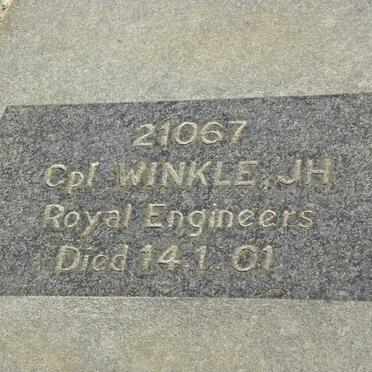 21067
Cpl WINKLE, JH
Royal Engineers
Died 14.1.01